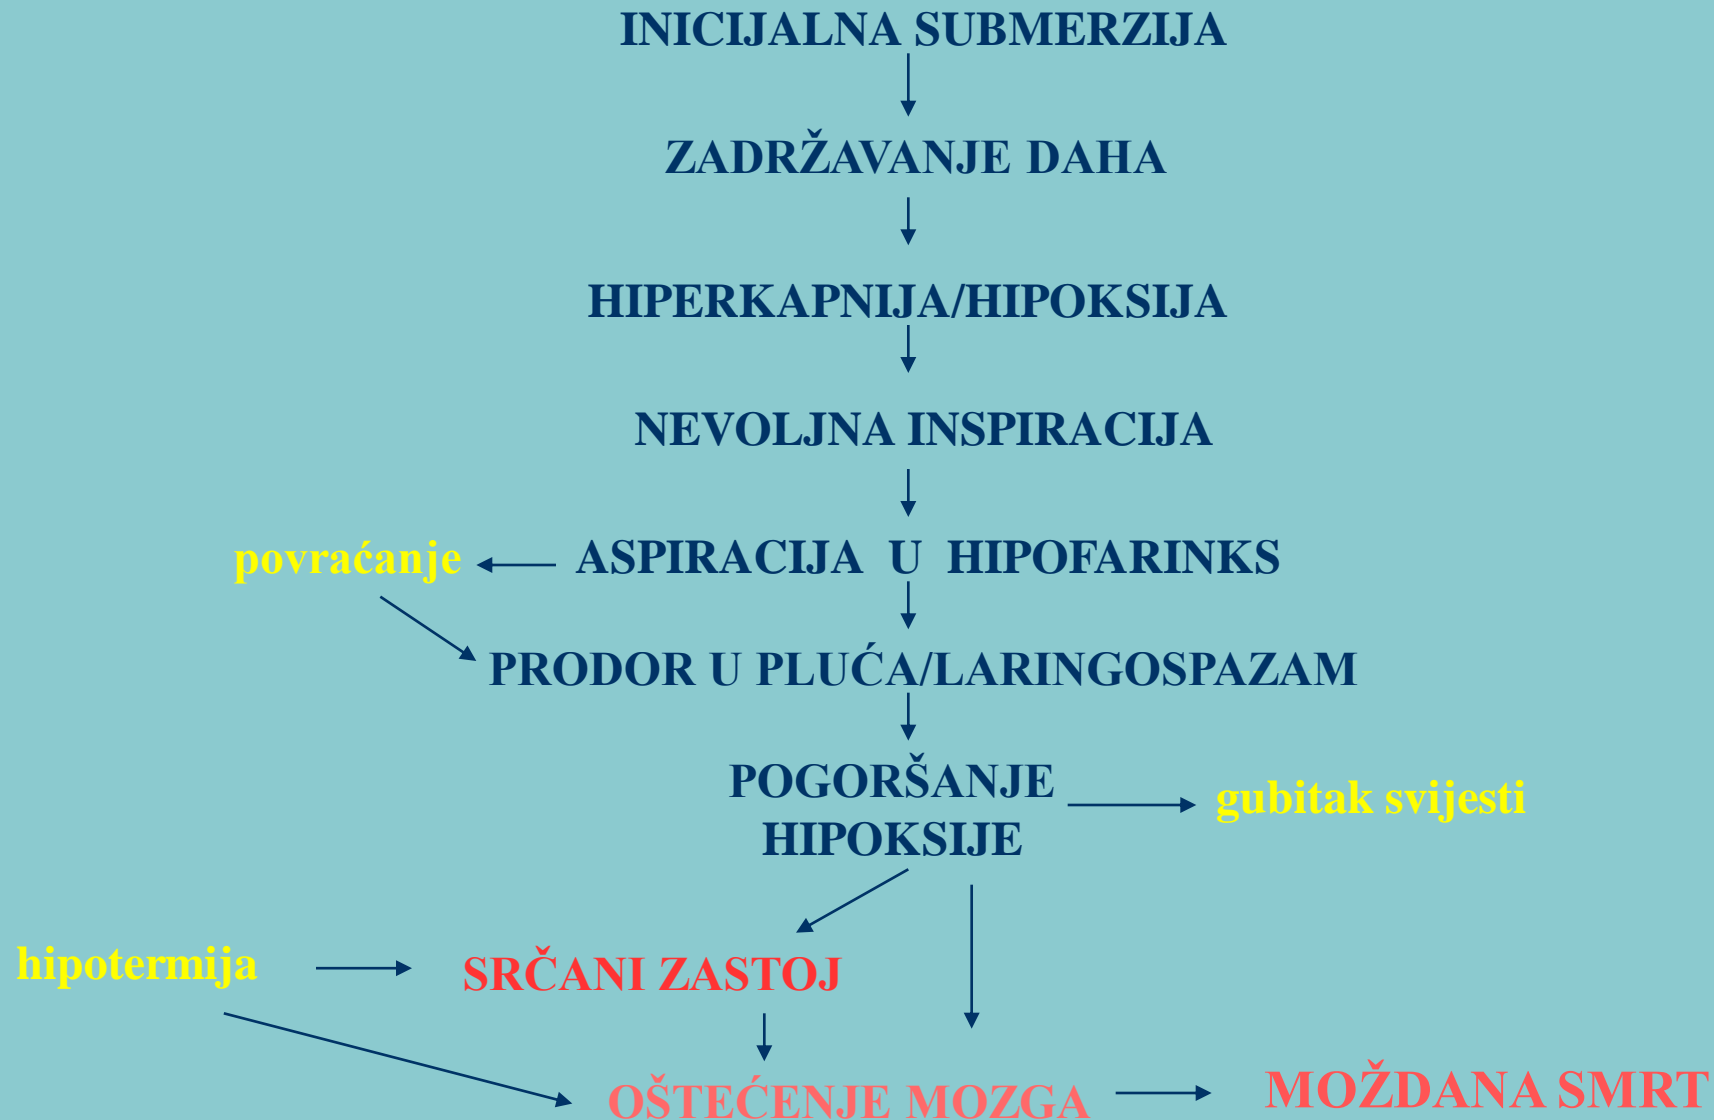 INICIJALNA SUBMERZIJA
ZADRŽAVANJE DAHA
HIPERKAPNIJA/HIPOKSIJA
NEVOLJNA INSPIRACIJA
povraćanje
ASPIRACIJA U HIPOFARINKS
PRODOR U PLUĆA/LARINGOSPAZAM
POGORŠANJE
HIPOKSIJE
gubitak svijesti
hipotermija
SRČANI ZASTOJ
OŠTEĆENJE MOZGA
MOŽDANA SMRT